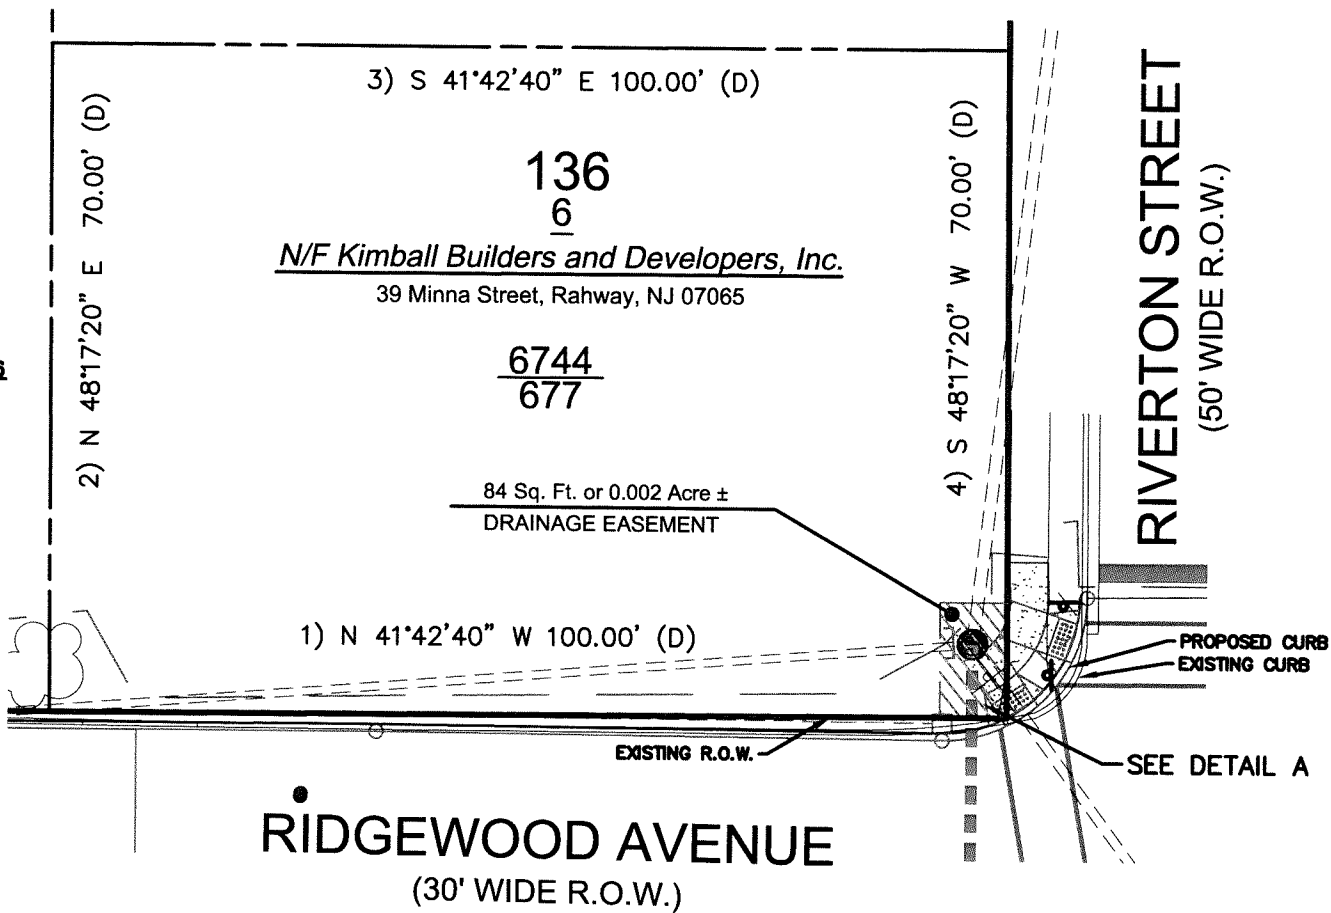 3) S 41°42'40" E 100.00' (D)
2) N 48°17'20" E 70.00' (D)
4) S 48°17'20" W 70.00' (D)
136
6
N/F Kimball Builders and Developers, Inc.
39 Minna Street, Rahway, NJ 07065
6744
677
84 Sq. Ft. or 0.002 Acre ±
DRAINAGE EASEMENT
1) N 41°42'40" W 100.00' (D)
RIVERTON STREET
(50' WIDE R.O.W.)
PROPOSED CURB
EXISTING CURB
EXISTING R.O.W.
SEE DETAIL A
RIDGEWOOD AVENUE
(30' WIDE R.O.W.)